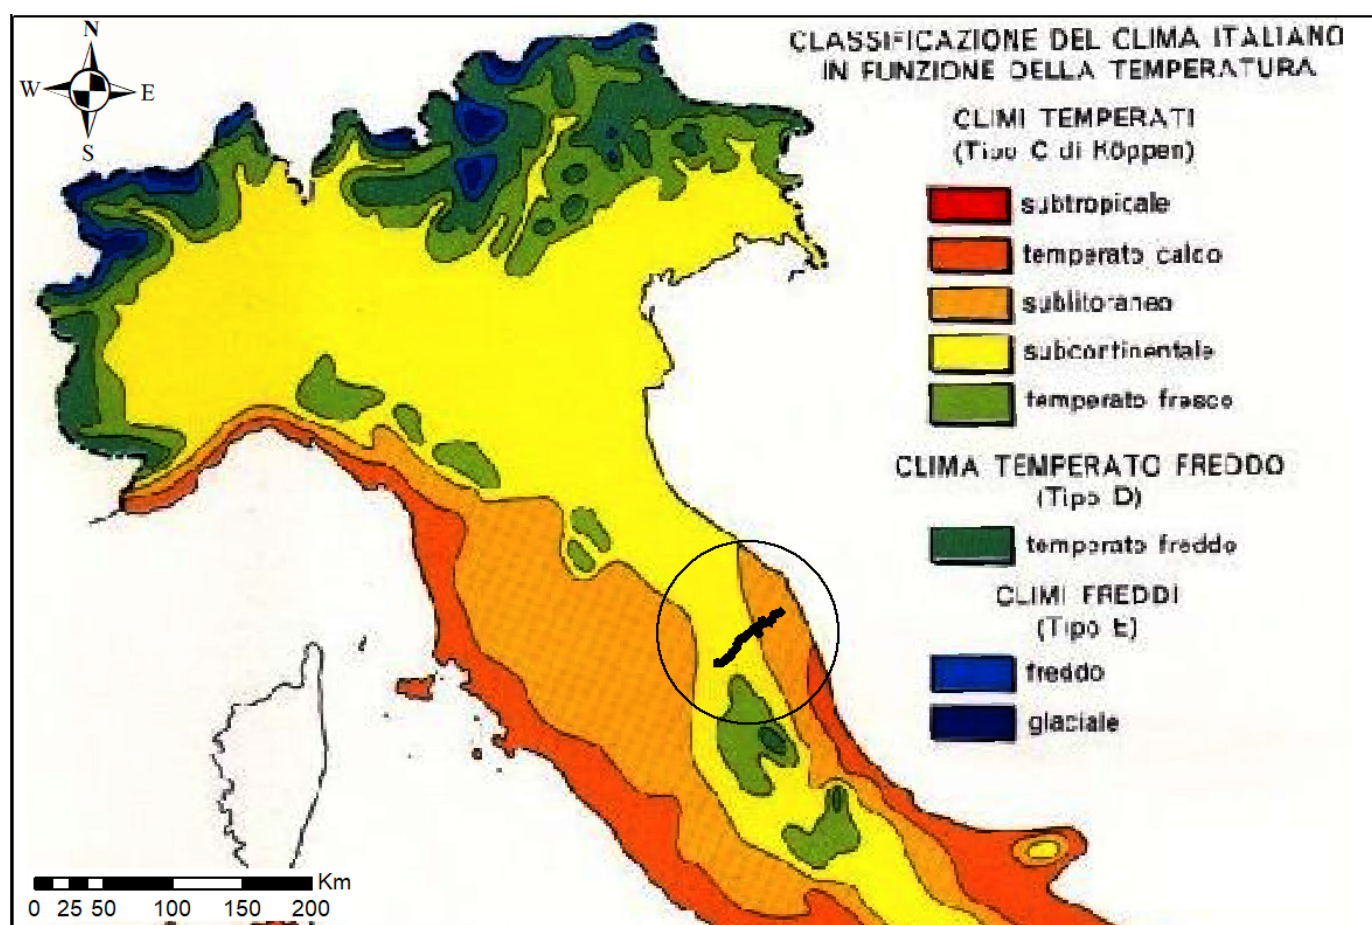 N
W E
S
CLASSIFICAZIONE DEL CLIMA ITALIANO
IN FUNZIONE DELLA TEMPERATURA
CLIMI TEMPERATI
(Tipo C di Köppen)
subtropicale
temperato caldo
sublitoraneo
subcontinentale
temperato fresco
CLIMA TEMPERATO FREDDO
(Tipo D)
temperato freddo
CLIMI FREDDI
(Tipo E)
freddo
glaciale
Km
0 25 50 100 150 200